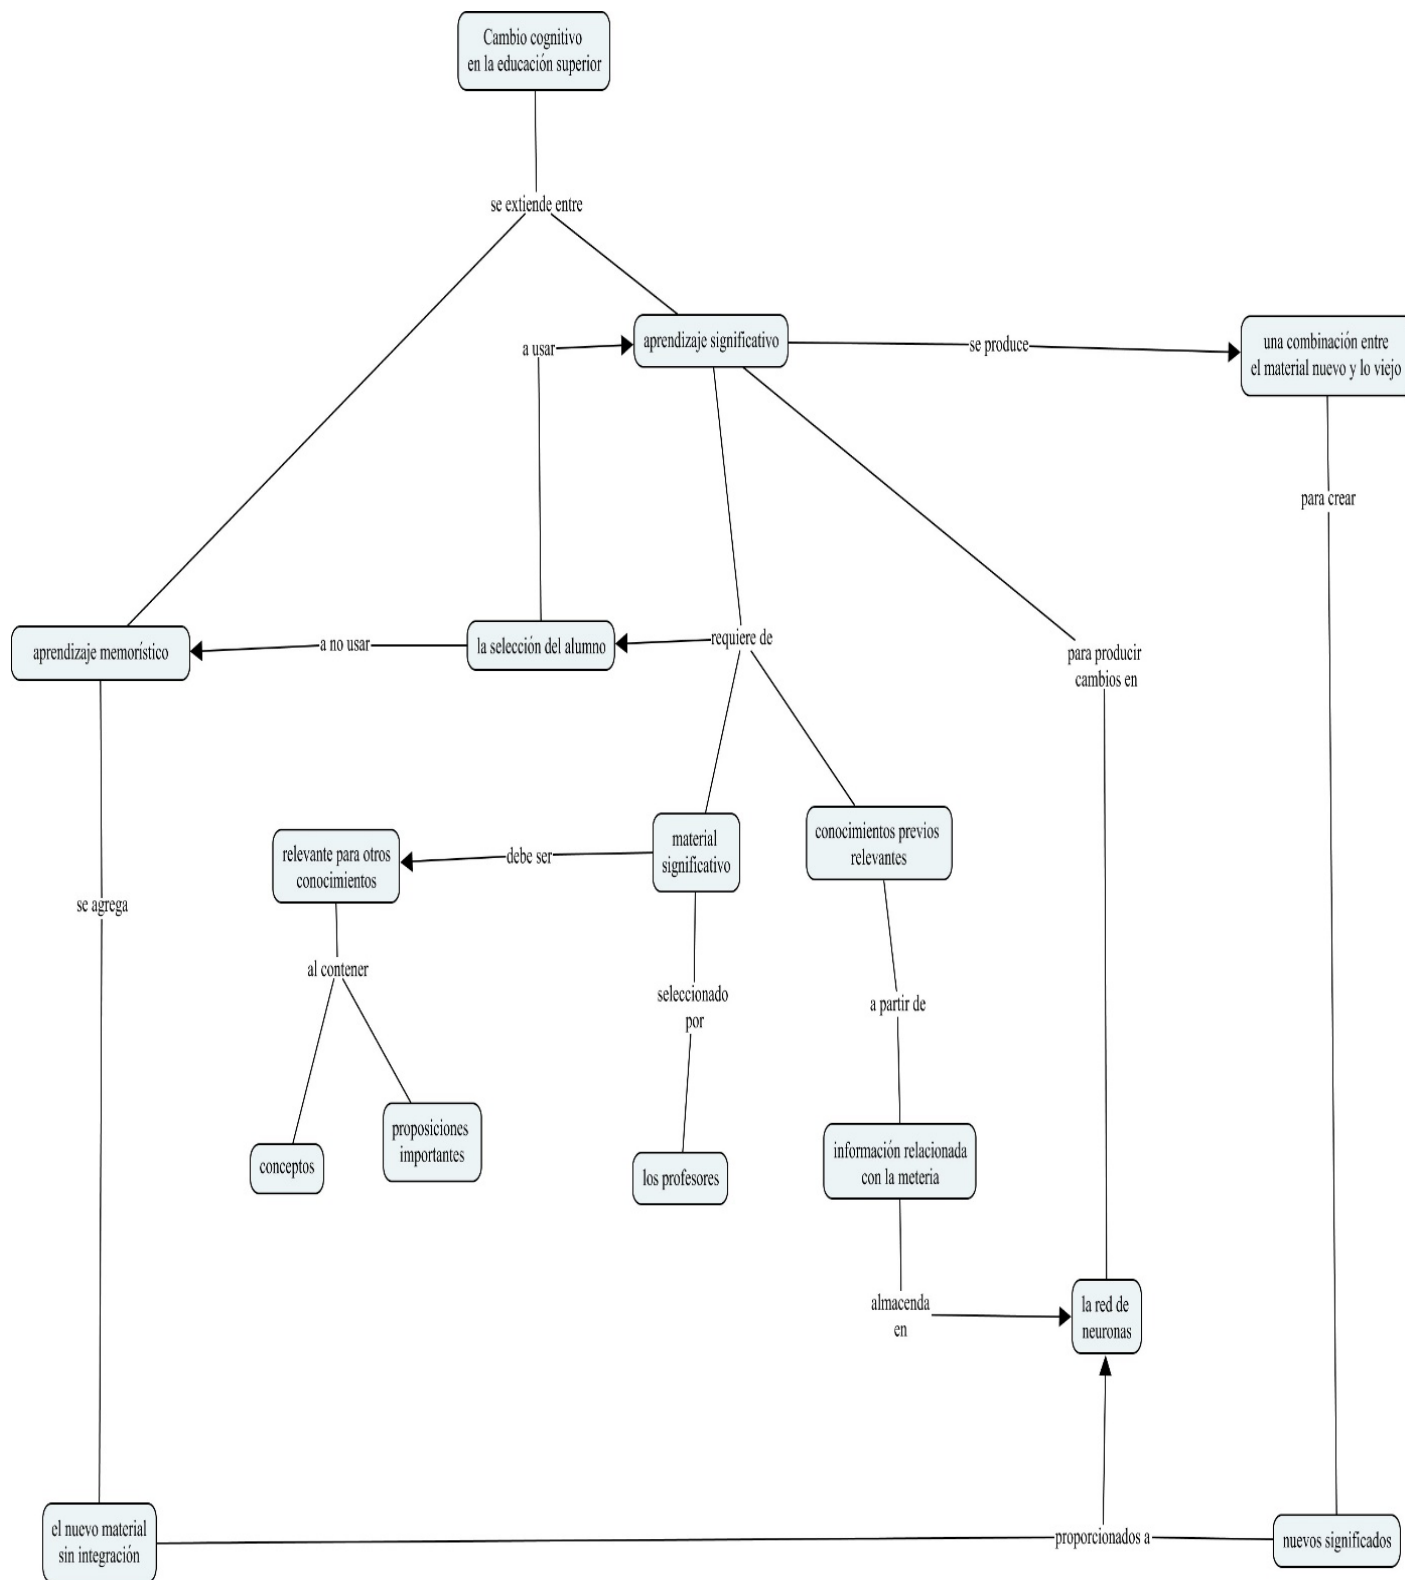 Cambio cognitivo
en la educación superior
se extiende entre
aprendizaje significativo
a usar
se produce
una combinación entre
el material nuevo y lo viejo
para crear
aprendizaje memorístico
a no usar
la selección del alumno
requiere de
para producir
cambios en
relevante para otros
conocimientos
debe ser
material
significativo
conocimientos previos
relevantes
se agrega
al contener
seleccionado
por
a partir de
conceptos
proposiciones
importantes
los profesores
información relacionada
con la meteria
almacenda
en
la red de
neuronas
el nuevo material
sin integración
proporcionados a
nuevos significados